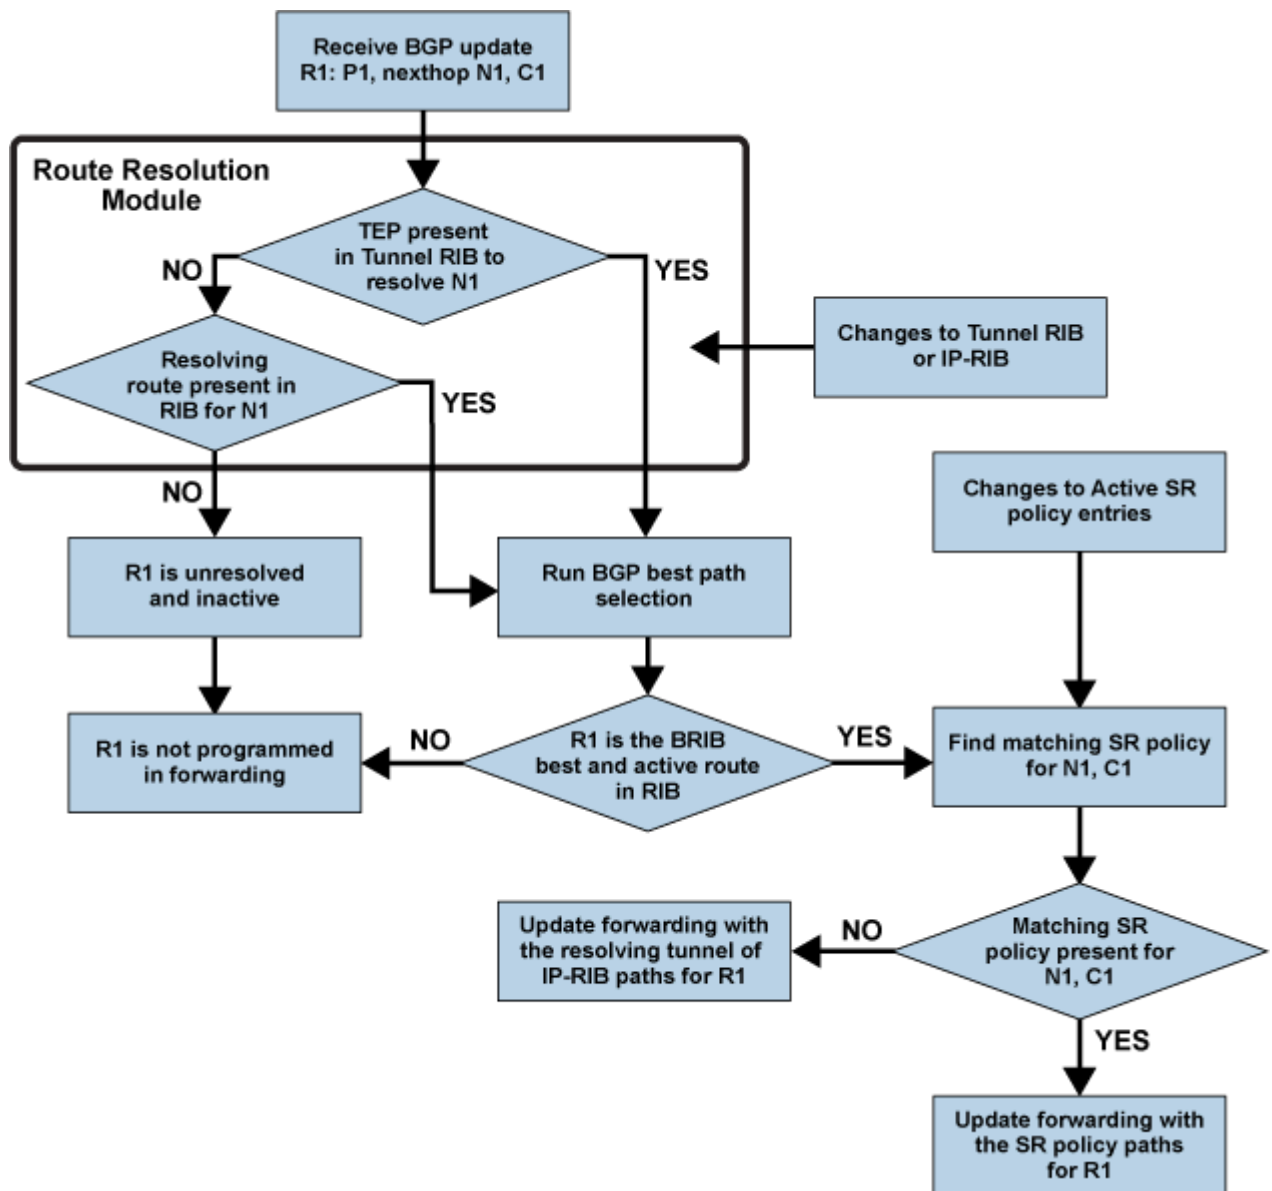 Receive BGP update
R1: P1, nexthop N1, C1
Route Resolution
Module
TEP present
in Tunnel RIB to
resolve N1
NO
YES
Changes to Tunnel RIB
or IP-RIB
Resolving
route present in
RIB for N1
YES
NO
Changes to Active SR
policy entries
R1 is unresolved
and inactive
Run BGP best path
selection
R1 is not programmed
in forwarding
NO
R1 is the BRIB
best and active route
in RIB
YES
Find matching SR policy
for N1, C1
Update forwarding with
the resolving tunnel of
IP-RIB paths for R1
NO
Matching SR
policy present for
N1, C1
YES
Update forwarding with
the SR policy paths
for R1